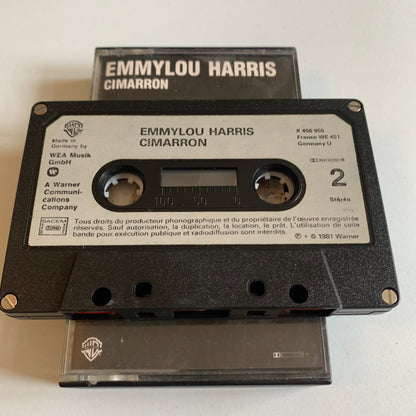 EMMYLOU HARRIS
CIMARRON
EMMYLOU HARRIS
CIMARRON
Made in
Germany by
WEA Musik
GmbH
A Warner
Communi-
cations
Company
K 456 955
France WE 451
Germany U
2
Stéréo
100 50 0
SACEM
Tous droits du producteur phonographique et du propriétaire de l'œuvre enregistrée
réservés. Sauf autorisation, la duplication, la location, le prêt. L'utilisation de cette
bande pour exécution publique et radiodiffusion sont interdits.
℗ + © 1981 Warner